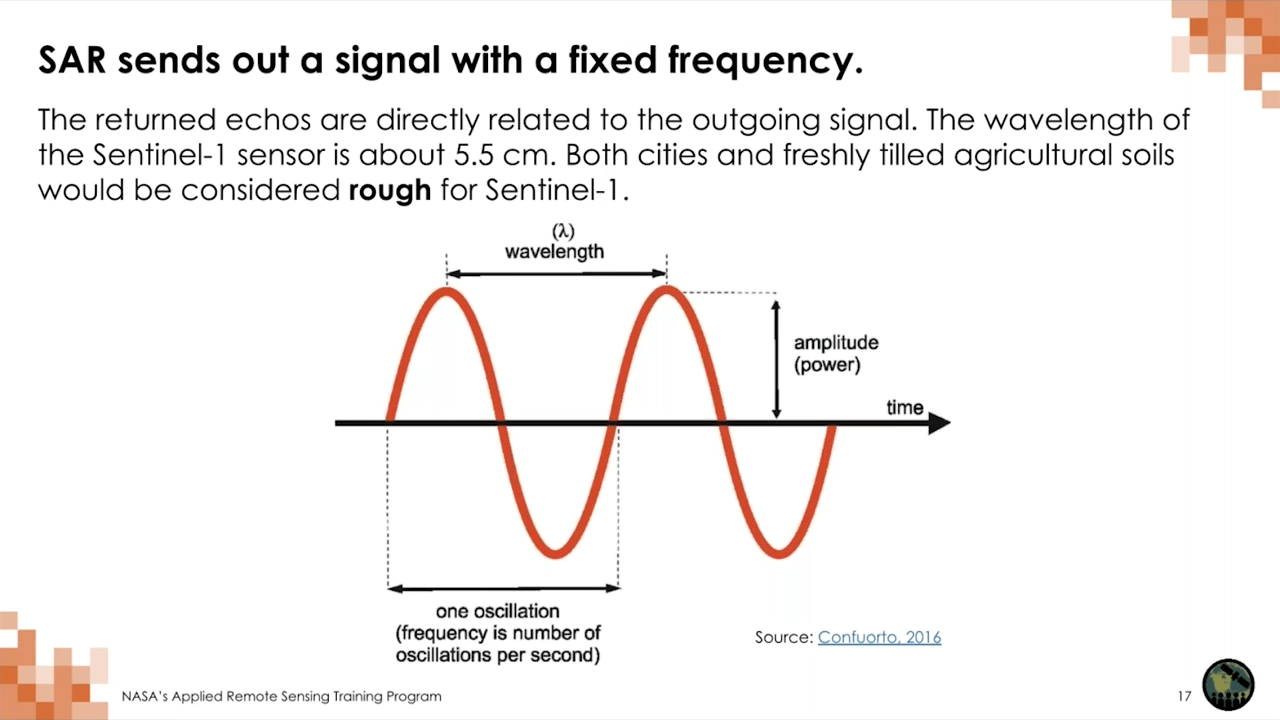 SAR sends out a signal with a fixed frequency.
The returned echos are directly related to the outgoing signal. The wavelength of
the Sentinel-1 sensor is about 5.5 cm. Both cities and freshly tilled agricultural soils
would be considered rough for Sentinel-1.
(λ)
wavelength
amplitude
(power)
time
one oscillation
(frequency is number of
oscillations per second)
Source: Confuorto, 2016
NASA's Applied Remote Sensing Training Program
17